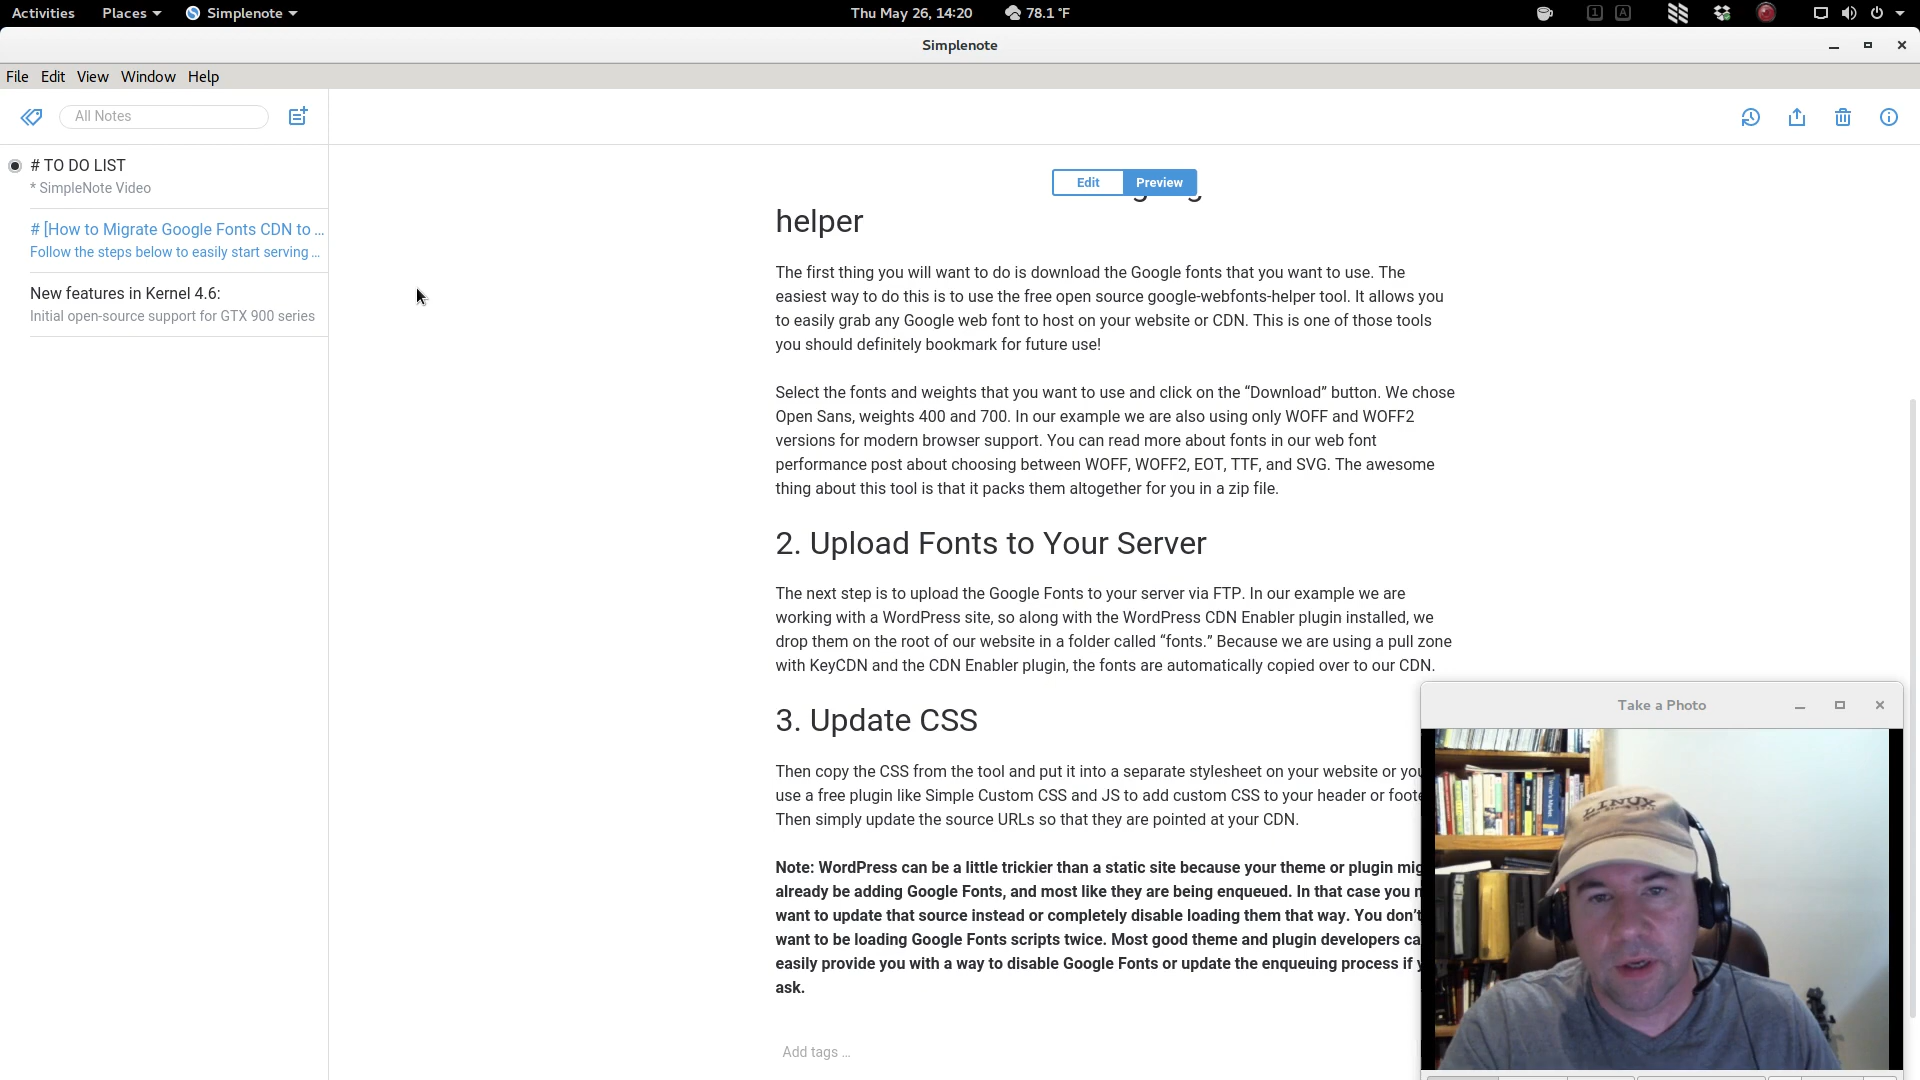 Activities Places Simplenote Thu May 26, 14:20 78.1 °F 1 A
Simplenote
File Edit View Window Help
All Notes
# TO DO LIST
* SimpleNote Video
# [How to Migrate Google Fonts CDN to …
Follow the steps below to easily start serving …
New features in Kernel 4.6:
Initial open-source support for GTX 900 series
Edit Preview
helper
The first thing you will want to do is download the Google fonts that you want to use. The
easiest way to do this is to use the free open source google-webfonts-helper tool. It allows you
to easily grab any Google web font to host on your website or CDN. This is one of those tools
you should definitely bookmark for future use!
Select the fonts and weights that you want to use and click on the “Download” button. We chose
Open Sans, weights 400 and 700. In our example we are also using only WOFF and WOFF2
versions for modern browser support. You can read more about fonts in our web font
performance post about choosing between WOFF, WOFF2, EOT, TTF, and SVG. The awesome
thing about this tool is that it packs them altogether for you in a zip file.
2. Upload Fonts to Your Server
The next step is to upload the Google Fonts to your server via FTP. In our example we are
working with a WordPress site, so along with the WordPress CDN Enabler plugin installed, we
drop them on the root of our website in a folder called “fonts.” Because we are using a pull zone
with KeyCDN and the CDN Enabler plugin, the fonts are automatically copied over to our CDN.
3. Update CSS
Then copy the CSS from the tool and put it into a separate stylesheet on your website or you
use a free plugin like Simple Custom CSS and JS to add custom CSS to your header or foote
Then simply update the source URLs so that they are pointed at your CDN.
Note: WordPress can be a little trickier than a static site because your theme or plugin mig
already be adding Google Fonts, and most like they are being enqueued. In that case you
want to update that source instead or completely disable loading them that way. You don’t
want to be loading Google Fonts scripts twice. Most good theme and plugin developers ca
easily provide you with a way to disable Google Fonts or update the enqueuing process if
ask.
Add tags …
Take a Photo
LINUX